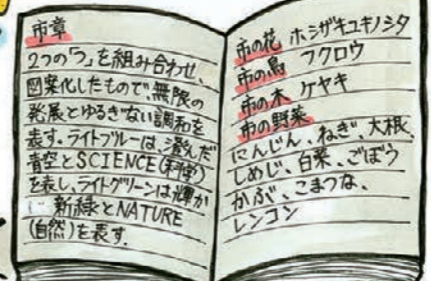 市章
2つの「つ」を組み合わせ、
図案化したもので、無限の
発展とゆるぎない調和を
表す。ライトブルーは、澄んだ
青空とSCIENCE(科学)
を表し、ライトグリーンは輝か
しい新緑とNATURE
(自然)を表す。
市の花 ホシザキユキノシタ
市の鳥 フクロウ
市の木 ケヤキ
市の野菜
にんじん、ねぎ、大根、
しめじ、白菜、ごぼう
かぶ、こまつな、
レンコン